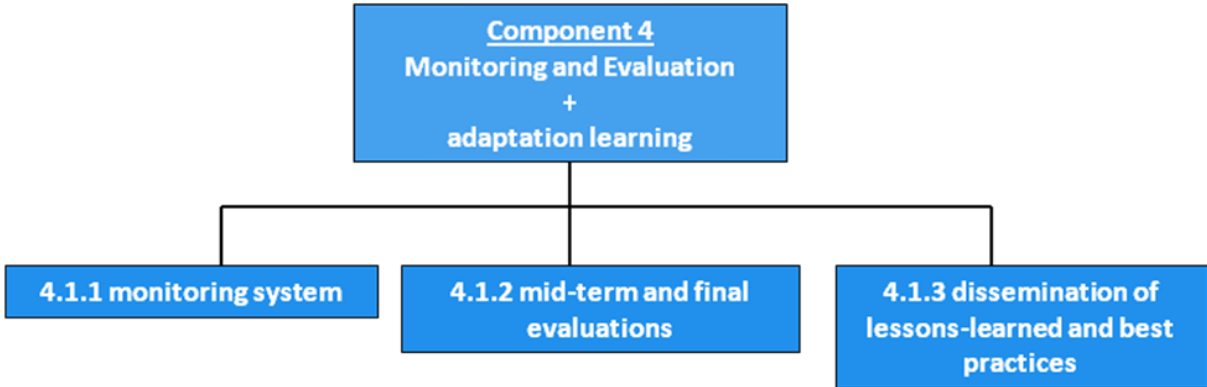 Component 4
Monitoring and Evaluation
+
adaptation learning
4.1.1 monitoring system
4.1.2 mid-term and final
evaluations
4.1.3 dissemination of
lessons-learned and best
practices